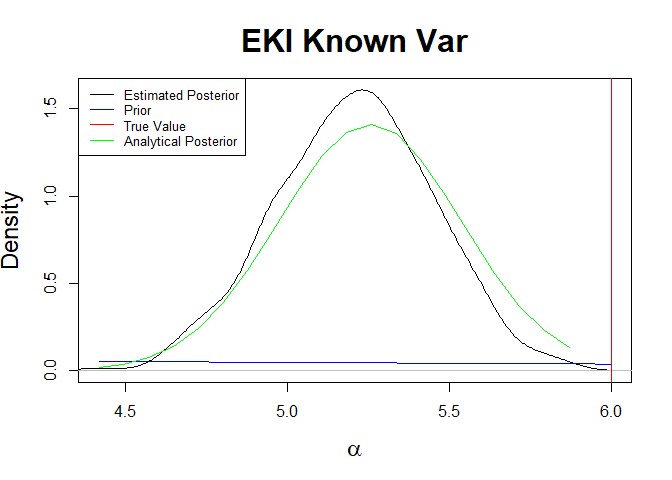 EKI Known Var
Estimated Posterior
Prior
True Value
Analytical Posterior
Density
0.0
0.5
1.0
1.5
4.5 5.0 5.5 6.0
α